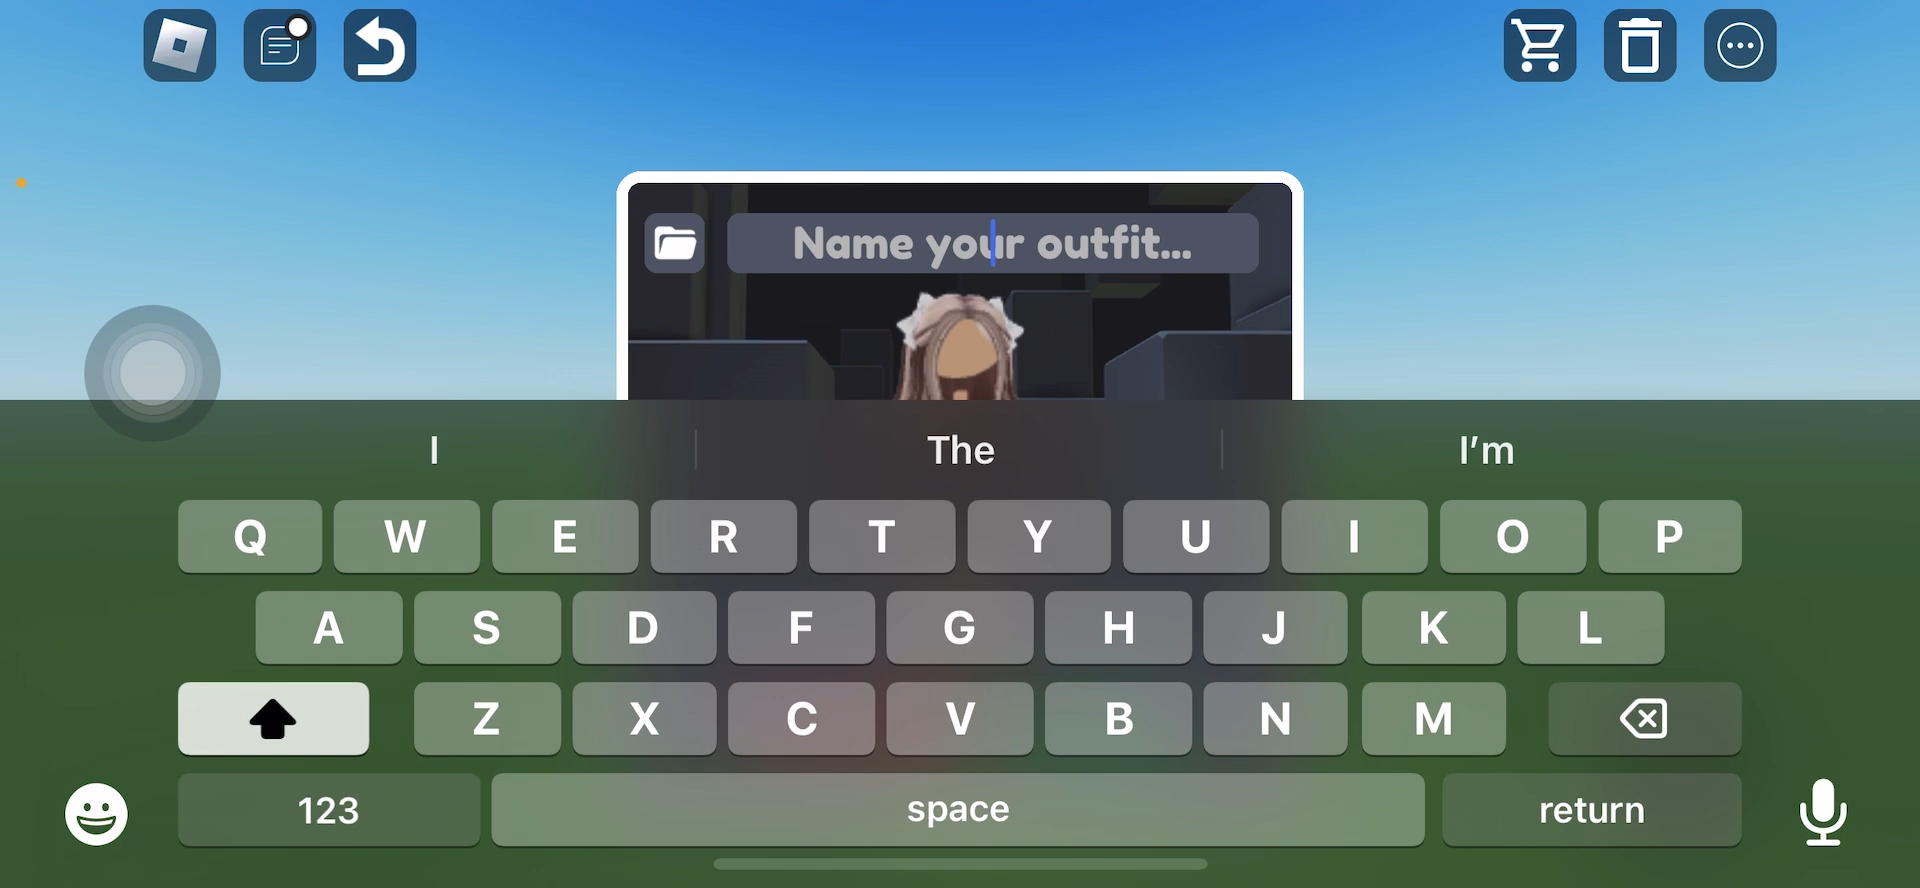 Name your outfit...
I The I'm
Q W E R T Y U I O P
A S D F G H J K L
Z X C V B N M
123 space return